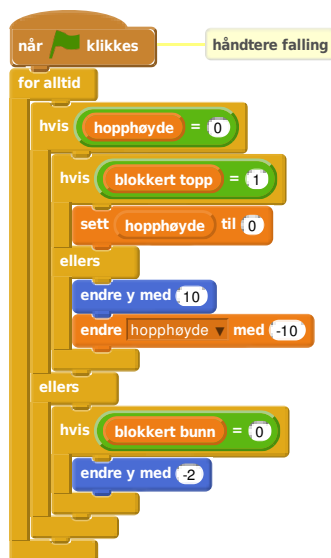 når klikkes håndtere falling
for alltid
hvis hopphøyde = 0
hvis blokkert topp = 1
sett hopphøyde til 0
ellers
endre y med 10
endre hopphøyde med -10
ellers
hvis blokkert bunn = 0
endre y med -2